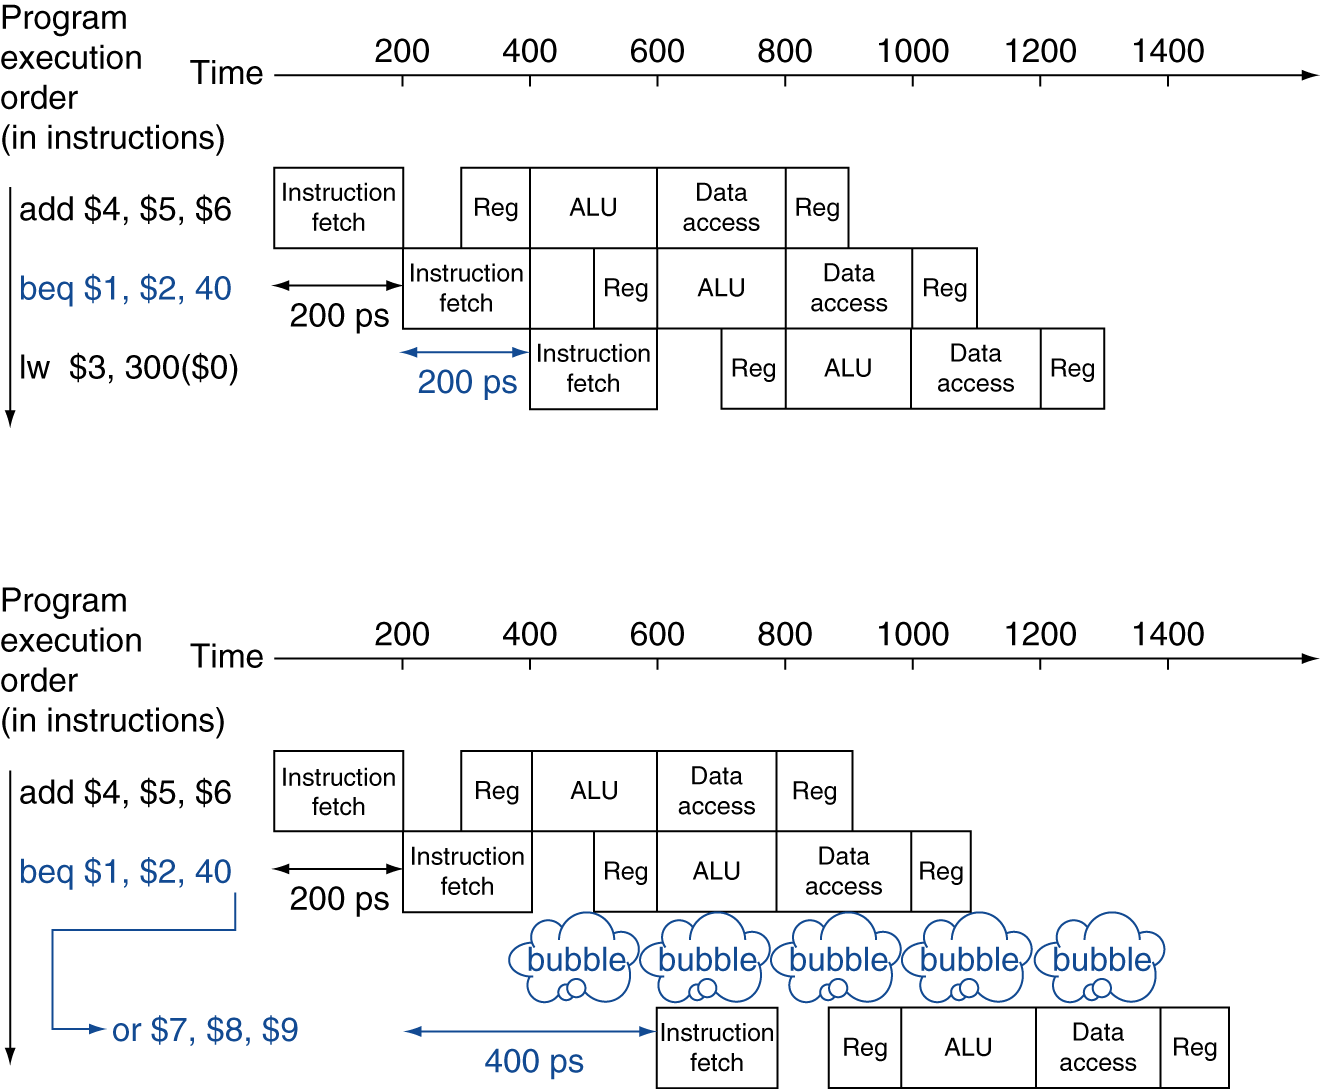 Program
execution
order
(in instructions)
Time
200 400 600 800 1000 1200 1400
add $4, $5, $6
Instruction
fetch
Reg
ALU
Data
access
Reg
beq $1, $2, 40
200 ps
Instruction
fetch
Reg
ALU
Data
access
Reg
lw $3, 300($0)
200 ps
Instruction
fetch
Reg
ALU
Data
access
Reg
Program
execution
order
(in instructions)
Time
200 400 600 800 1000 1200 1400
add $4, $5, $6
Instruction
fetch
Reg
ALU
Data
access
Reg
beq $1, $2, 40
200 ps
Instruction
fetch
Reg
ALU
Data
access
Reg
bubble bubble bubble bubble bubble
or $7, $8, $9
400 ps
Instruction
fetch
Reg
ALU
Data
access
Reg